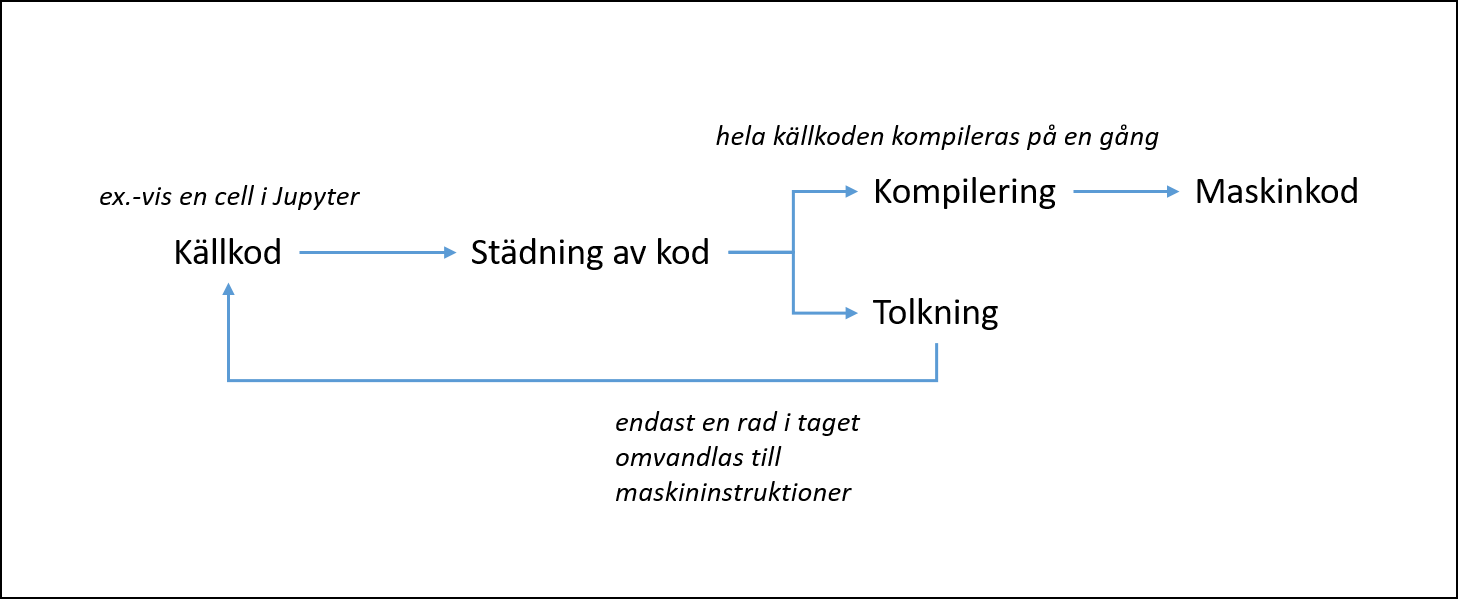 hela källkoden kompileras på en gång
ex.-vis en cell i Jupyter
Kompilering
Maskinkod
Källkod
Städning av kod
Tolkning
endast en rad i taget
omvandlas till
maskininstruktioner